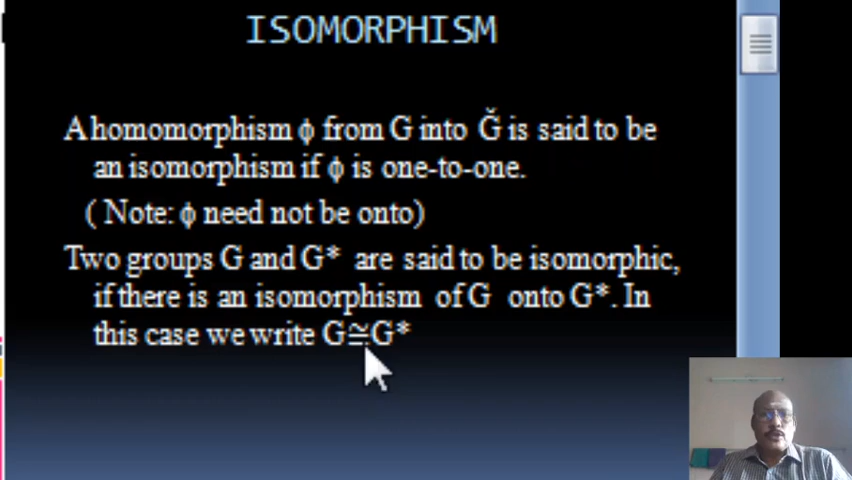 ISOMORPHISM
A homomorphism ϕ from G into Ğ is said to be
an isomorphism if ϕ is one-to-one.
( Note: ϕ need not be onto)
Two groups G and G* are said to be isomorphic,
if there is an isomorphism of G onto G*. In
this case we write G≅G*